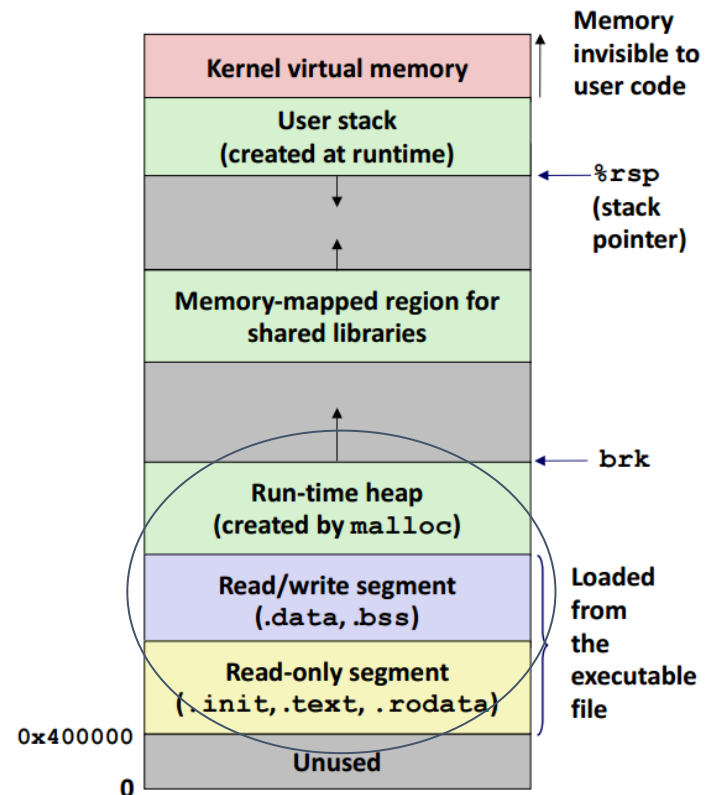 Memory
invisible to
user code
Kernel virtual memory
User stack
(created at runtime)
%rsp
(stack
pointer)
Memory-mapped region for
shared libraries
brk
Run-time heap
(created by malloc)
Read/write segment
(.data, .bss)
Loaded
from
the
executable
file
Read-only segment
(.init, .text, .rodata)
0x400000
Unused
0